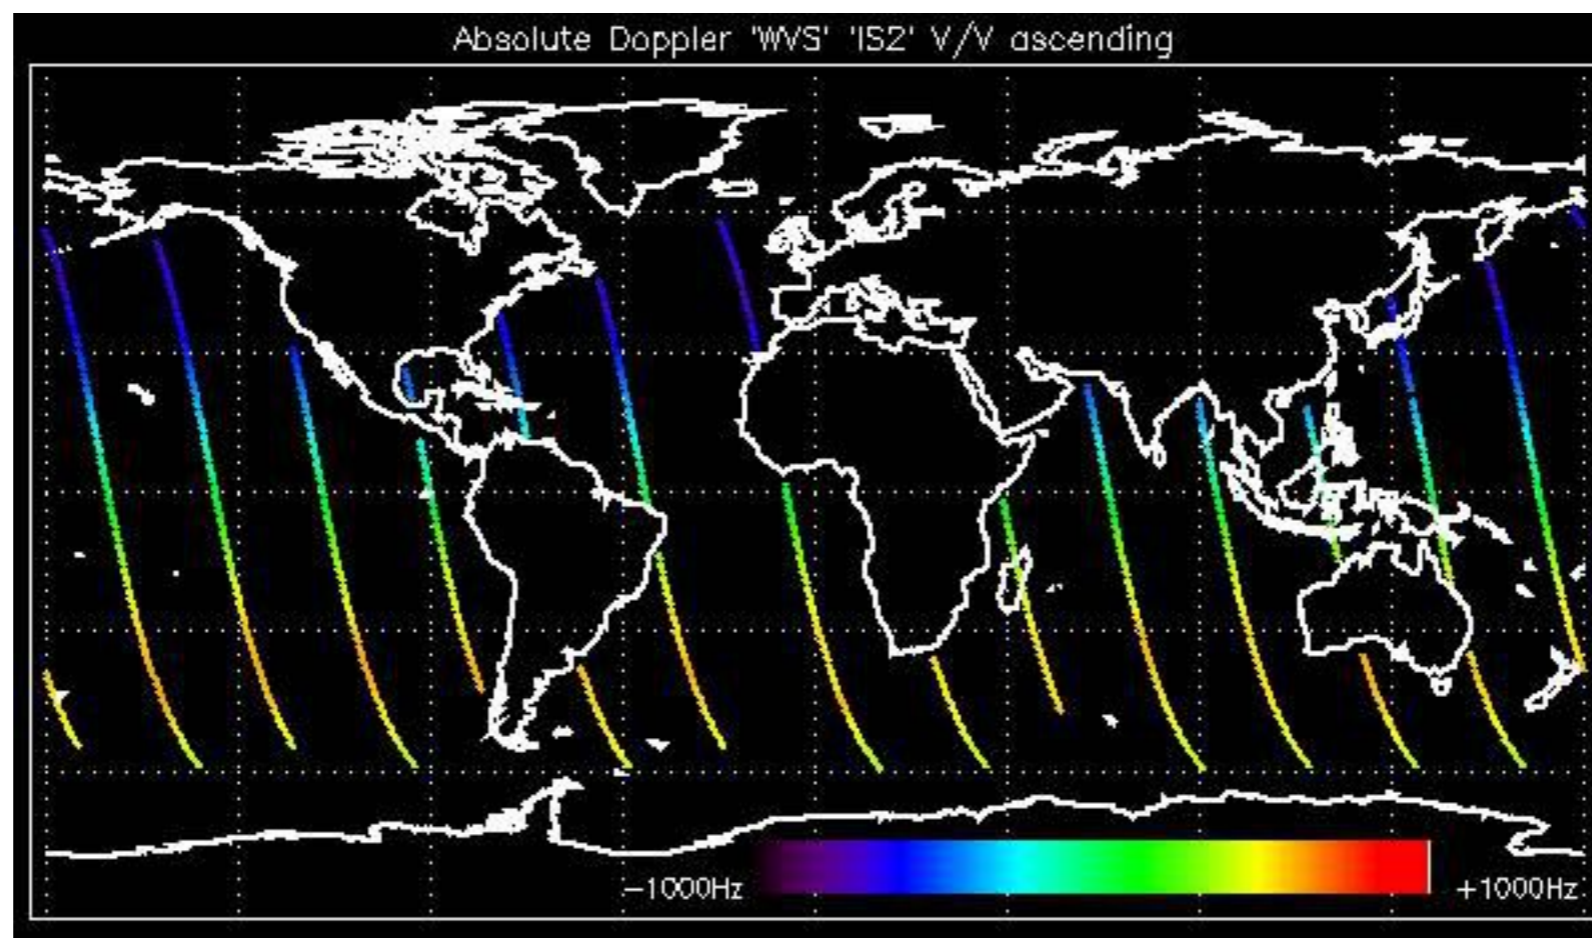 Absolute Doppler 'WVS' 'IS2' V/V ascending
-1000Hz +1000Hz